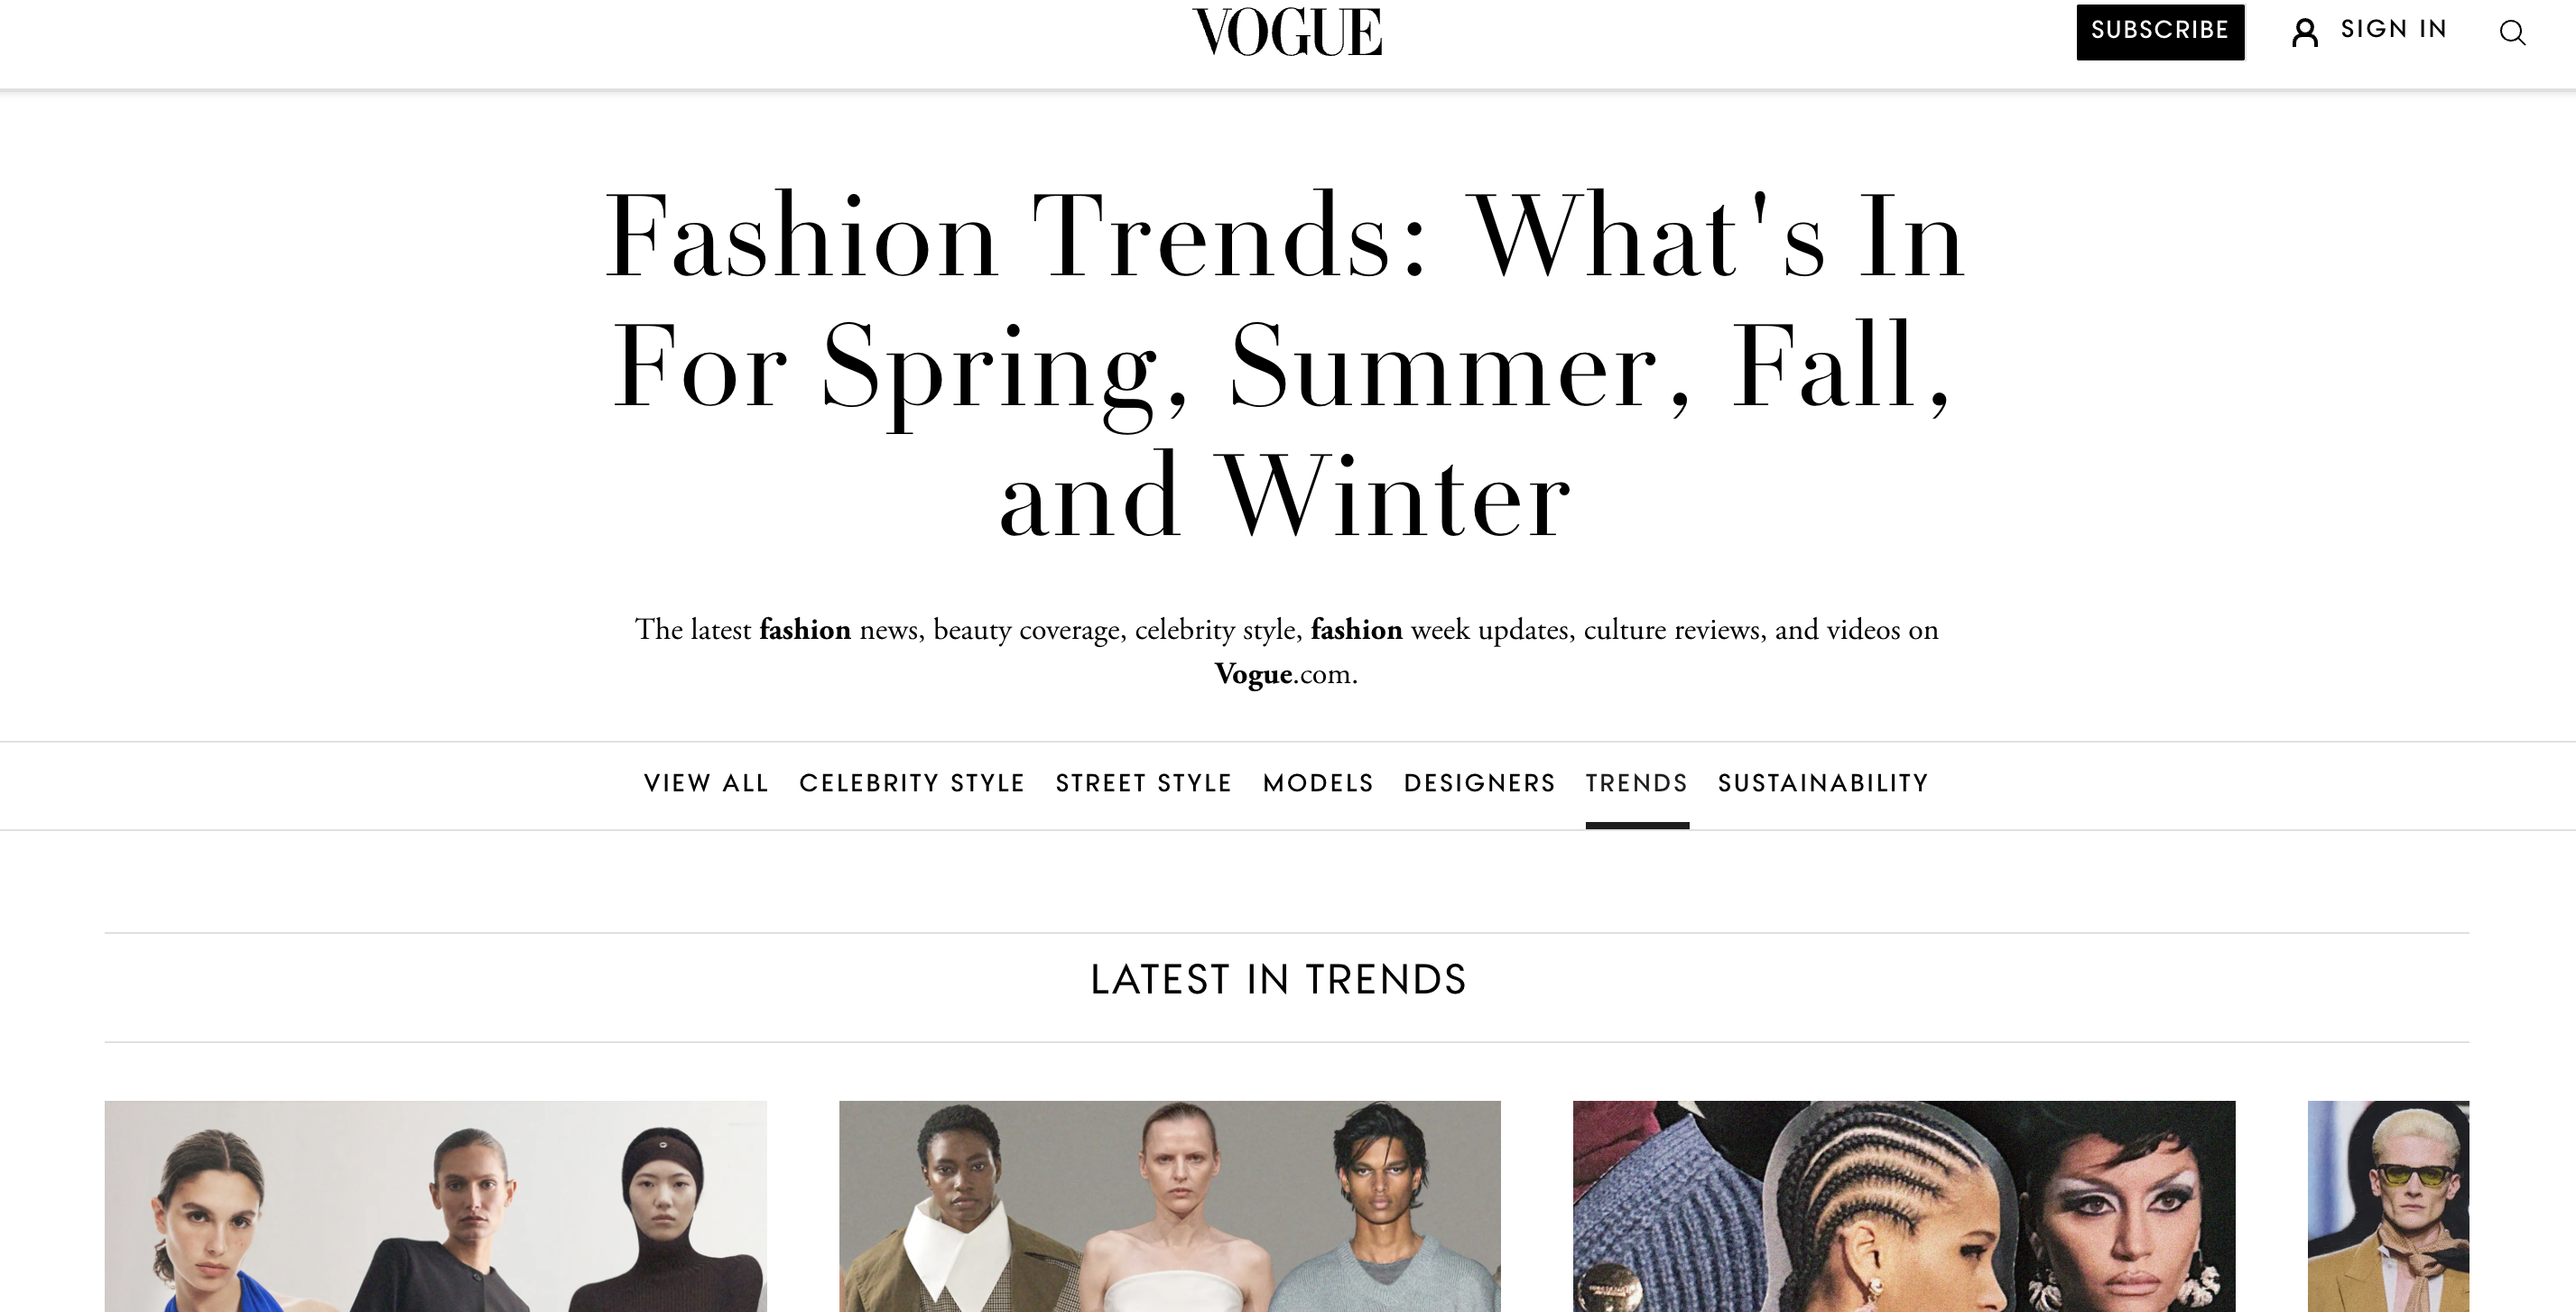 VOGUE
SUBSCRIBE
SIGN IN
Fashion Trends: What's In
For Spring, Summer, Fall,
and Winter
The latest fashion news, beauty coverage, celebrity style, fashion week updates, culture reviews, and videos on
Vogue.com.
VIEW ALL CELEBRITY STYLE STREET STYLE MODELS DESIGNERS TRENDS SUSTAINABILITY
LATEST IN TRENDS